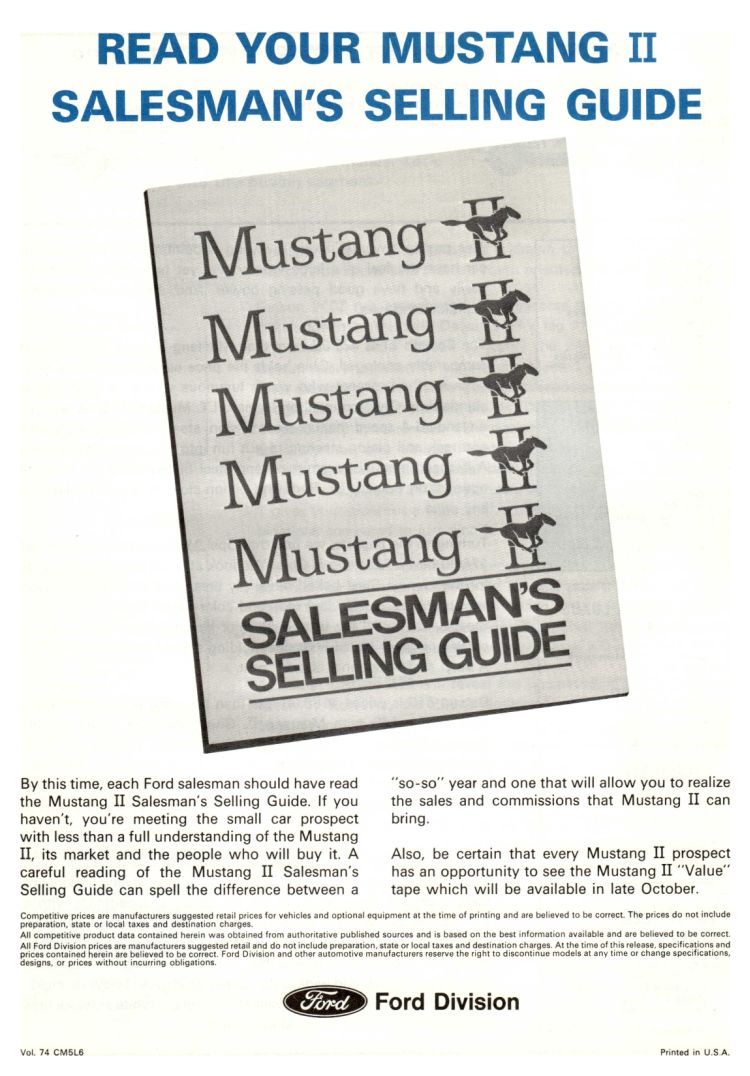 READ YOUR MUSTANG II
SALESMAN'S SELLING GUIDE
Mustang II
Mustang II
Mustang II
Mustang II
Mustang II
SALESMAN'S
SELLING GUIDE
By this time, each Ford salesman should have read
the Mustang II Salesman's Selling Guide. If you
haven't, you're meeting the small car prospect
with less than a full understanding of the Mustang
II, its market and the people who will buy it. A
careful reading of the Mustang II Salesman's
Selling Guide can spell the difference between a
"so-so" year and one that will allow you to realize
the sales and commissions that Mustang II can
bring.
Also, be certain that every Mustang II prospect
has an opportunity to see the Mustang II "Value"
tape which will be available in late October.
Competitive prices are manufacturers suggested retail prices for vehicles and optional equipment at the time of printing and are believed to be correct. The prices do not include
preparation, state or local taxes and destination charges.
All competitive product data contained herein was obtained from authoritative published sources and is based on the best information available and are believed to be correct.
All Ford Division prices are manufacturers suggested retail and do not include preparation, state or local taxes and destination charges. At the time of this release, specifications and
prices contained herein are believed to be correct. Ford Division and other automotive manufacturers reserve the right to discontinue models at any time or change specifications,
designs, or prices without incurring obligations.
Ford Ford Division
Vol. 74 CM5L6
Printed in U.S.A.